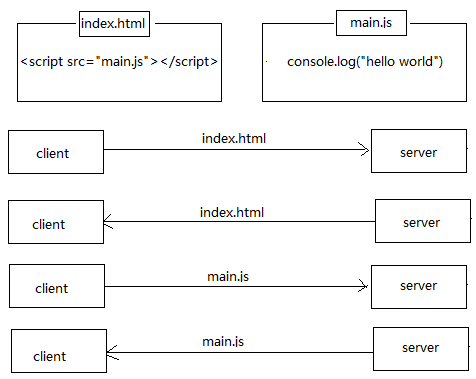 index.html
main.js
<script src="main.js"></script>
console.log("hello world")
index.html
client
server
index.html
client
server
main.js
client
server
main.js
client
server